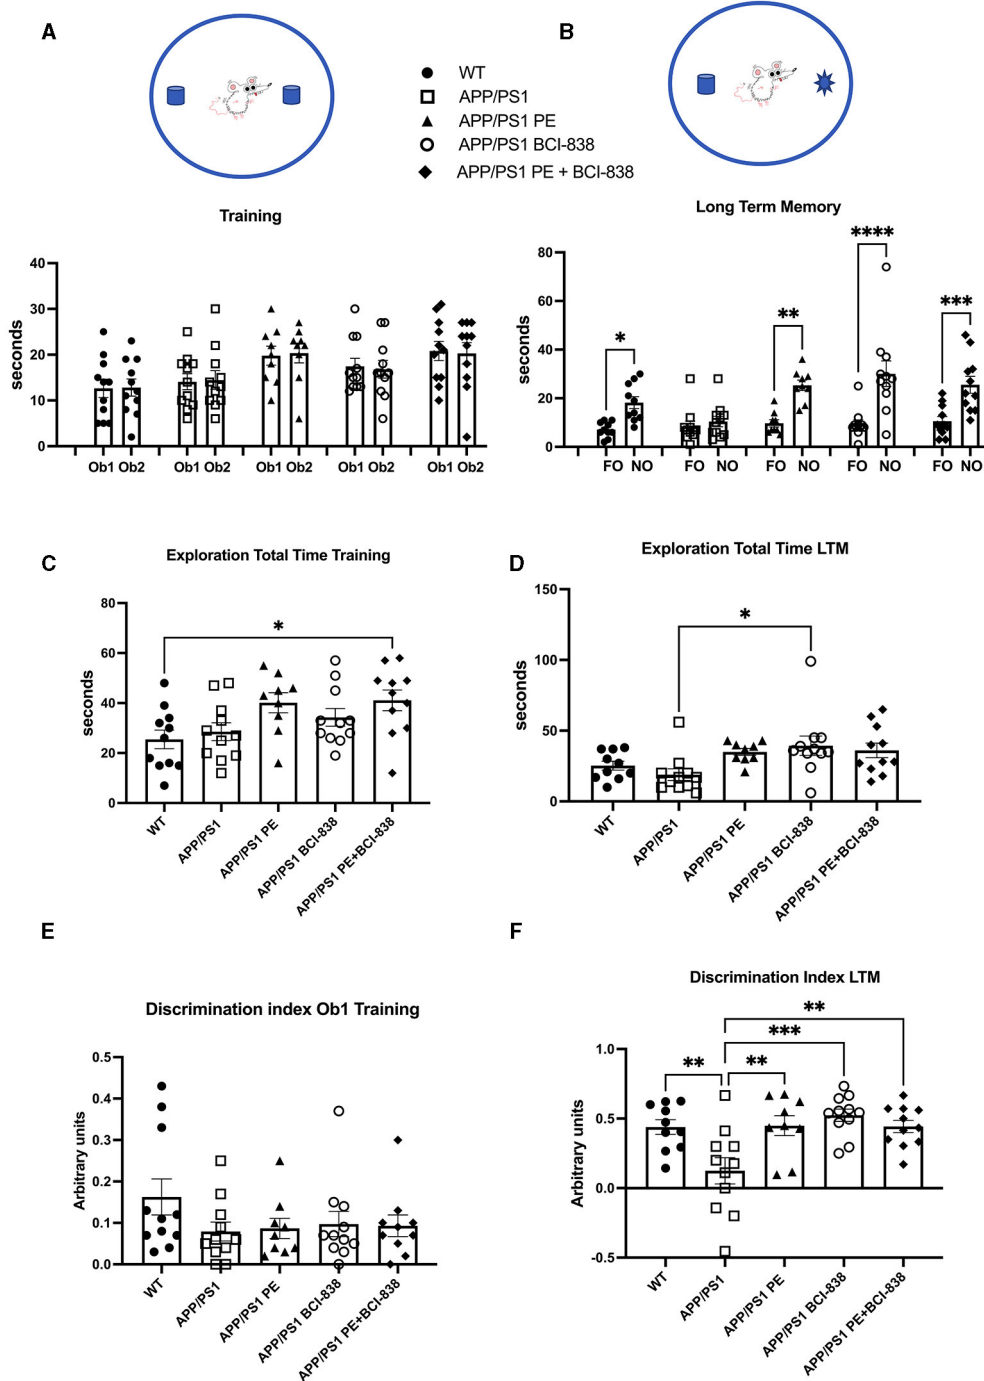 A
B
WT
APP/PS1
APP/PS1 PE
APP/PS1 BCI-838
APP/PS1 PE + BCI-838
Training
seconds
40
30
20
10
0
Ob1 Ob2 Ob1 Ob2 Ob1 Ob2 Ob1 Ob2 Ob1 Ob2
Long Term Memory
seconds
80
60
40
20
0
* ** **** ***
FO NO FO NO FO NO FO NO FO NO
C
Exploration Total Time Training
seconds
80
60
40
20
0
*
WT
APP/PS1
APP/PS1 PE
APP/PS1 BCI-838
APP/PS1 PE+BCI-838
D
Exploration Total Time LTM
seconds
150
100
50
0
*
WT
APP/PS1
APP/PS1 PE
APP/PS1 BCI-838
APP/PS1 PE+BCI-838
E
Discrimination index Ob1 Training
Arbitrary units
0.5
0.3
0.2
0.1
0.0
WT
APP/PS1
APP/PS1 PE
APP/PS1 BCI-838
APP/PS1 PE+BCI-838
F
Discrimination Index LTM
Arbitrary units
1.0
0.5
0.0
-0.5
**
***
** **
WT
APP/PS1
APP/PS1 PE
APP/PS1 BCI-838
APP/PS1 PE+BCI-838